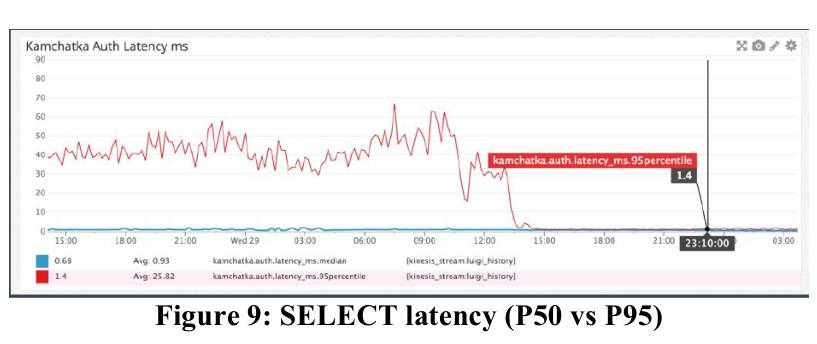 Kamchatka Auth Latency ms
90
80
70
60
50
40
30
20
10
0
kamchatka.auth.latency_ms.95percentile
1.4
15:00 18:00 21:00 Wed 29 03:00 06:00 09:00 12:00 15:00 18:00 21:00 03:00
23:10:00
0.68 Avg: 0.93 kamchatka.auth.latency_ms.median {kinesis_stream:luigi_history}
1.4 Avg: 25.82 kamchatka.auth.latency_ms.95percentile {kinesis_stream:luigi_history}
Figure 9: SELECT latency (P50 vs P95)